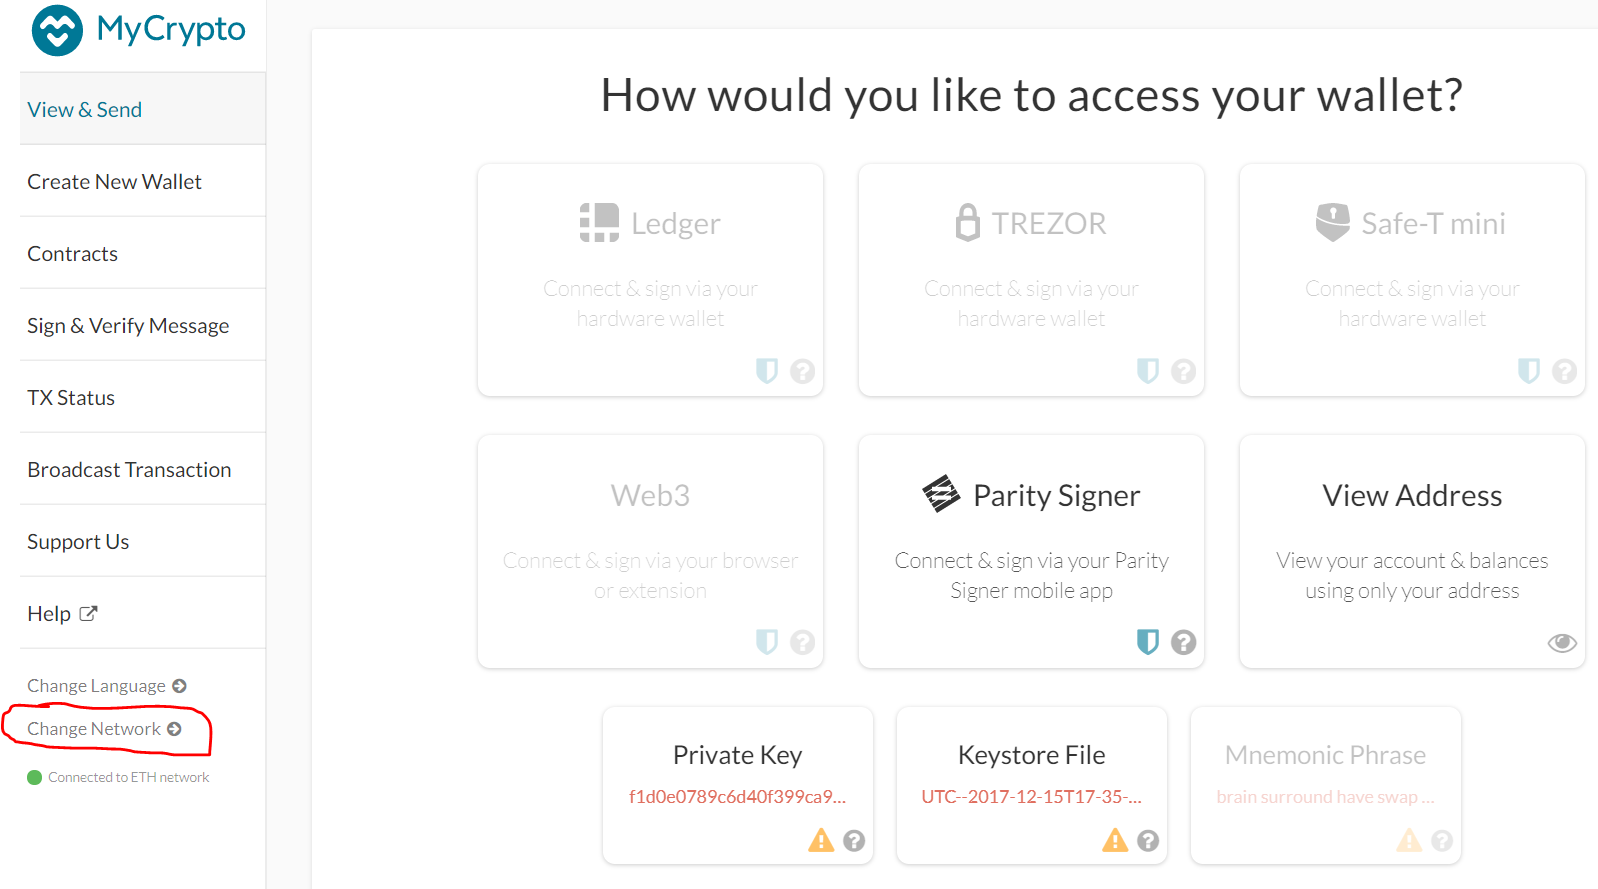 MyCrypto
View & Send
Create New Wallet
Contracts
Sign & Verify Message
TX Status
Broadcast Transaction
Support Us
Help
Change Language
Change Network
Connected to ETH network
How would you like to access your wallet?
Ledger
Connect & sign via your
hardware wallet
TREZOR
Connect & sign via your
hardware wallet
Safe-T mini
Connect & sign via your
hardware wallet
Web3
Connect & sign via your browser
or extension
Parity Signer
Connect & sign via your Parity
Signer mobile app
View Address
View your account & balances
using only your address
Private Key
f1d0e0789c6d40f399ca9...
Keystore File
UTC--2017-12-15T17-35-...
Mnemonic Phrase
brain surround have swap ...